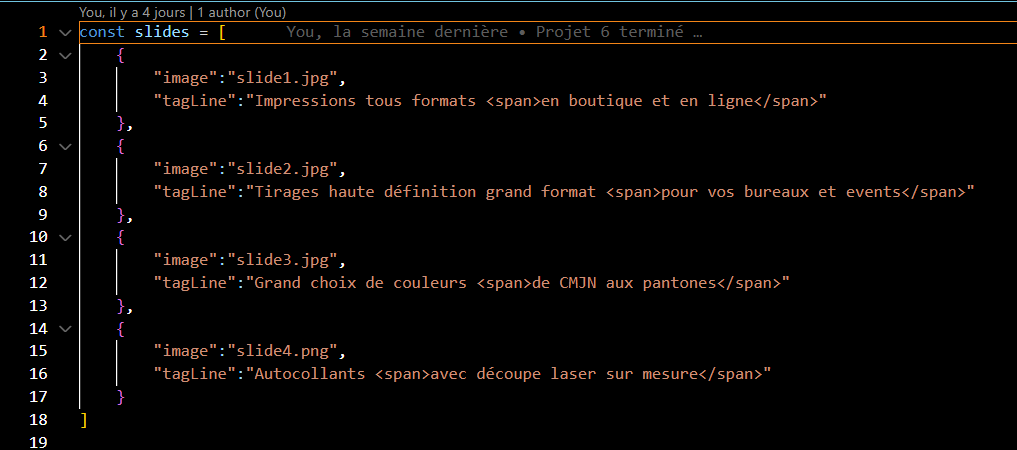 You, il y a 4 jours | 1 author (You)
1 const slides = [ You, la semaine dernière • Projet 6 terminé …
2 {
3 "image":"slide1.jpg",
4 "tagLine":"Impressions tous formats <span>en boutique et en ligne</span>"
5 },
6 {
7 "image":"slide2.jpg",
8 "tagLine":"Tirages haute définition grand format <span>pour vos bureaux et events</span>"
9 },
10 {
11 "image":"slide3.jpg",
12 "tagLine":"Grand choix de couleurs <span>de CMJN aux pantones</span>"
13 },
14 {
15 "image":"slide4.png",
16 "tagLine":"Autocollants <span>avec découpe laser sur mesure</span>"
17 }
18 ]
19